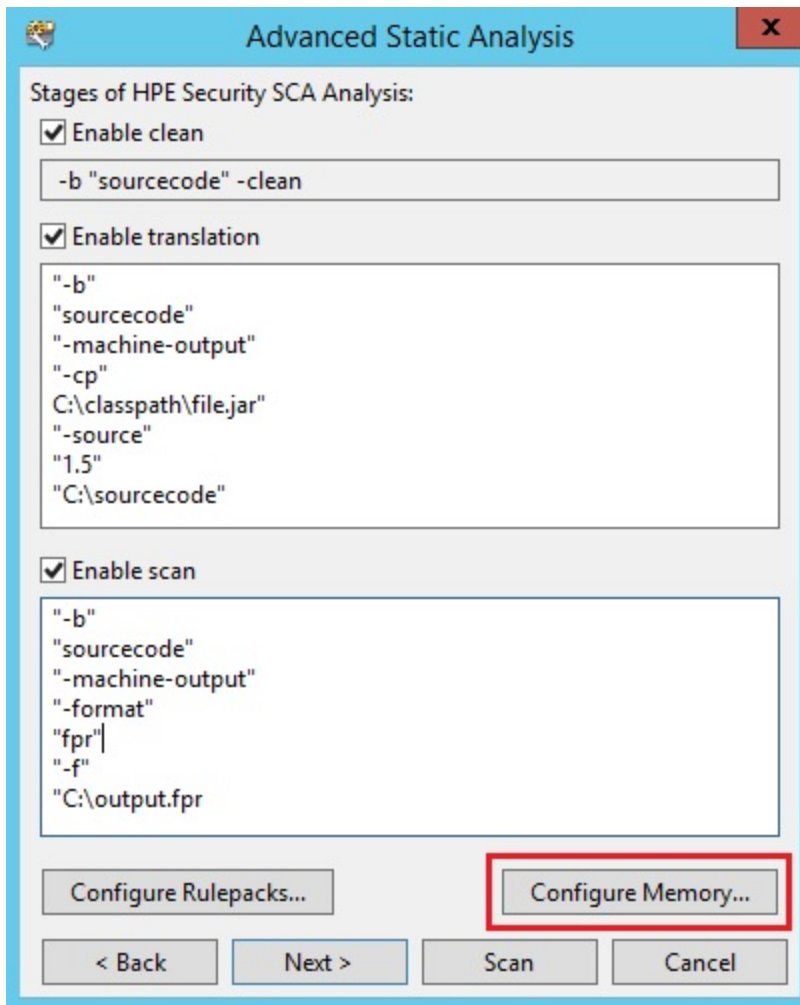 Advanced Static Analysis
x
Stages of HPE Security SCA Analysis:
Enable clean
-b "sourcecode" -clean
Enable translation
"-b"
"sourcecode"
"-machine-output"
"-cp"
C:\classpath\file.jar"
"-source"
"1.5"
"C:\sourcecode"
Enable scan
"-b"
"sourcecode"
"-machine-output"
"-format"
"fpr"
"-f"
"C:\output.fpr
Configure Rulepacks... Configure Memory...
< Back Next > Scan Cancel